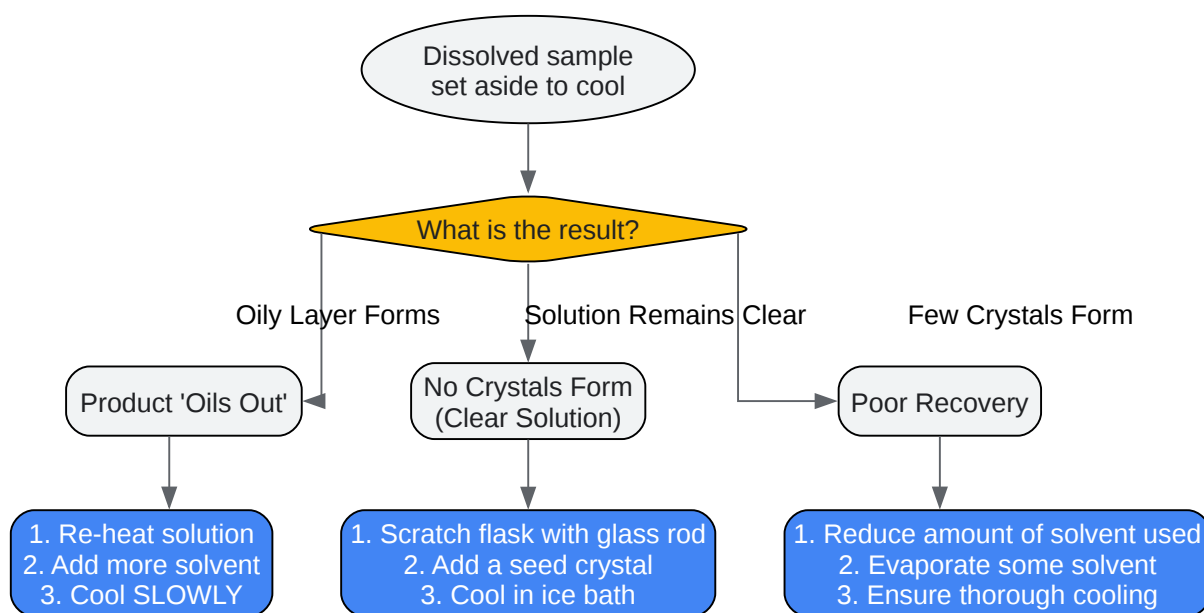 Dissolved sample
set aside to cool
What is the result?
Oily Layer Forms
Solution Remains Clear
Few Crystals Form
Product 'Oils Out'
No Crystals Form
(Clear Solution)
Poor Recovery
1. Re-heat solution
2. Add more solvent
3. Cool SLOWLY
1. Scratch flask with glass rod
2. Add a seed crystal
3. Cool in ice bath
1. Reduce amount of solvent used
2. Evaporate some solvent
3. Ensure thorough cooling